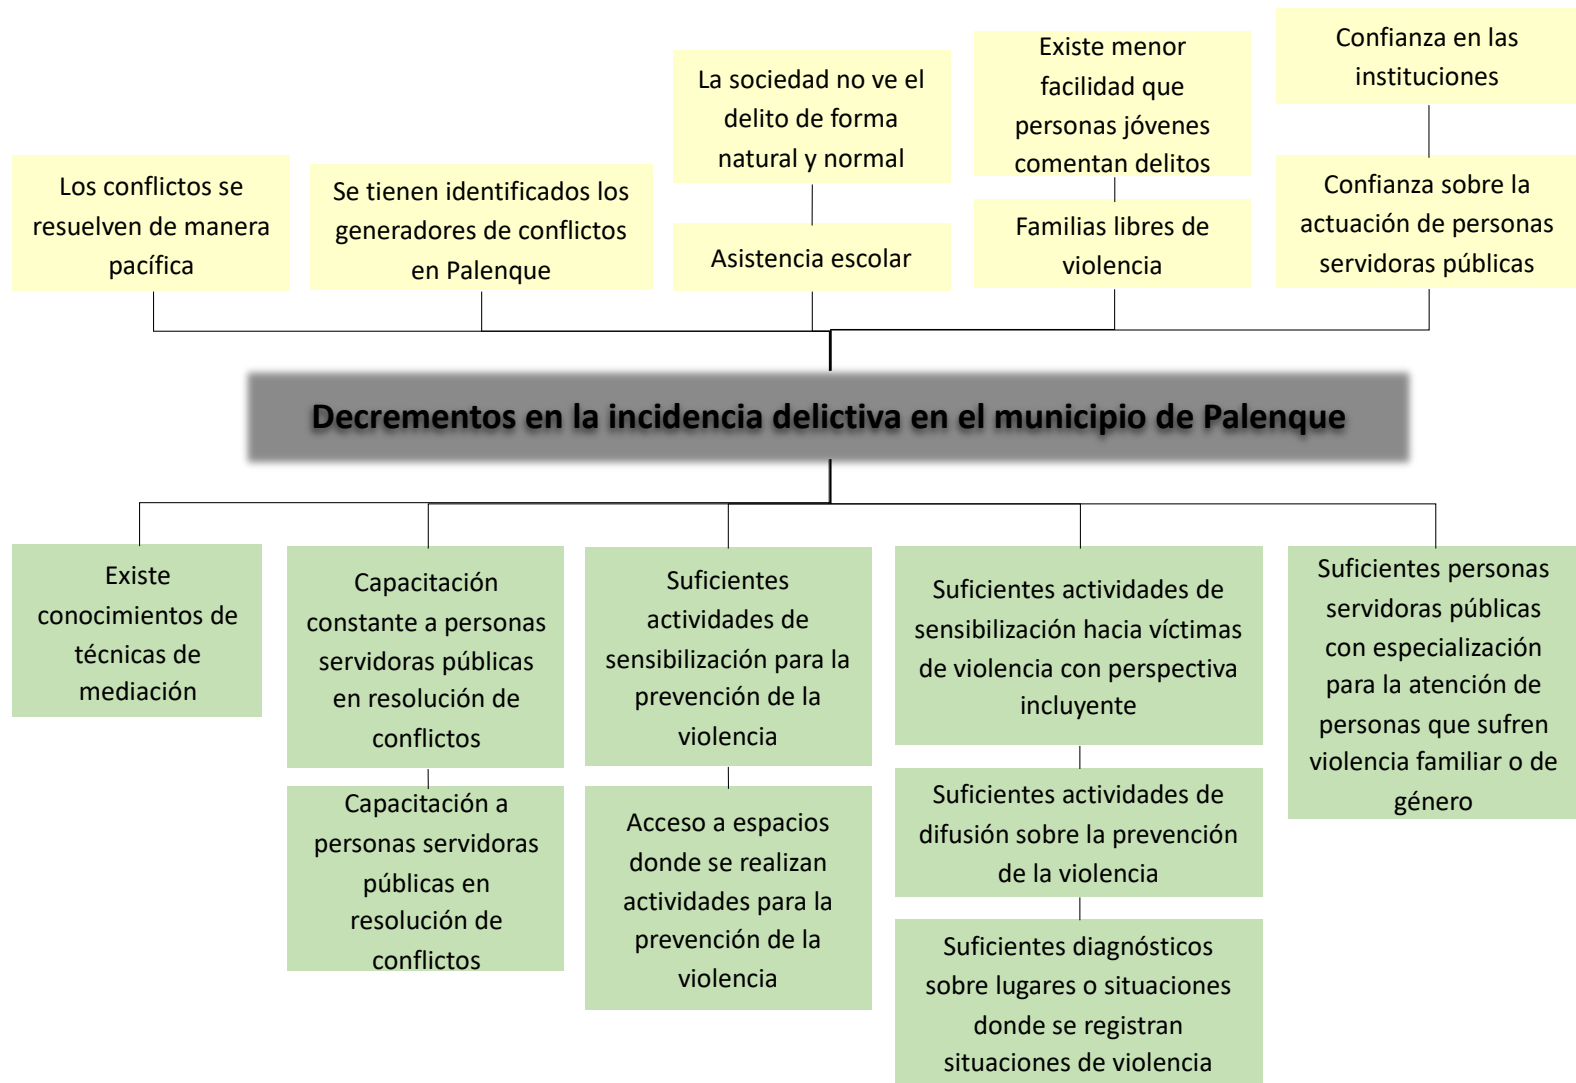 Los conflictos se
resuelven de manera
pacífica
Se tienen identificados los
generadores de conflictos
en Palenque
La sociedad no ve el
delito de forma
natural y normal
Asistencia escolar
Existe menor
facilidad que
personas jóvenes
comentan delitos
Familias libres de
violencia
Confianza en las
instituciones
Confianza sobre la
actuación de personas
servidoras públicas
Decrementos en la incidencia delictiva en el municipio de Palenque
Existe
conocimientos de
técnicas de
mediación
Capacitación
constante a personas
servidoras públicas
en resolución de
conflictos
Capacitación a
personas servidoras
públicas en
resolución de
conflictos
Suficientes
actividades de
sensibilización para la
prevención de la
violencia
Acceso a espacios
donde se realizan
actividades para la
prevención de la
violencia
Suficientes actividades de
sensibilización hacia víctimas
de violencia con perspectiva
incluyente
Suficientes actividades de
difusión sobre la prevención
de la violencia
Suficientes diagnósticos
sobre lugares o situaciones
donde se registran
situaciones de violencia
Suficientes personas
servidoras públicas
con especialización
para la atención de
personas que sufren
violencia familiar o de
género